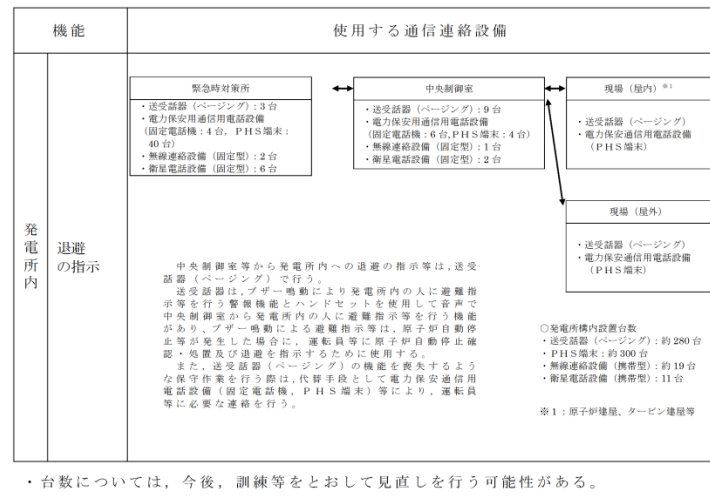 機能
使用する通信連絡設備
発電所内
退避
の指示
緊急時対策所
・送受話器（ページング）：3台
・電力保安用通信用電話設備
（固定電話機：4台，PHS端末：
40台）
・無線連絡設備（固定型）：2台
・衛星電話設備（固定型）：6台
中央制御室
・送受話器（ページング）：9台
・電力保安通信用電話設備
（固定電話機：6台,PHS端末：4台）
・無線連絡設備（固定型）：1台
・衛星電話設備（固定型）：2台
現場（屋内）※1
・送受話器（ページング）
・電力保安通信用電話設備
（PHS端末）
現場（屋外）
・送受話器（ページング）
・電力保安通信用電話設備
（PHS端末）
中央制御室等から発電所内への退避の指示等は,送受
話器（ページング）で行う。
送受話器は,ブザー鳴動により発電所内の人に避難指
示等を行う警報機能とハンドセットを使用して音声で
中央制御室から発電所内の人に避難指示等を行う機能
があり、ブザー鳴動による避難指示等は，原子炉自動停
止等が発生した場合に，運転員等に原子炉自動停止確
認・処置及び退避を指示するために使用する。
また，送受話器（ページング）の機能を喪失するよう
な保守作業を行う際は,代替手段として電力保安通信用
電話設備（固定電話機，PHS端末）等により，運転員
等に必要な連絡を行う。
○発電所構内設置台数
・送受話器（ページング）：約280台
・PHS端末：約300台
・無線連絡設備（携帯型）：約19台
・衛星電話設備（携帯型）：11台
※1：原子炉建屋、タービン建屋等
・台数については，今後，訓練等をとおして見直しを行う可能性がある。